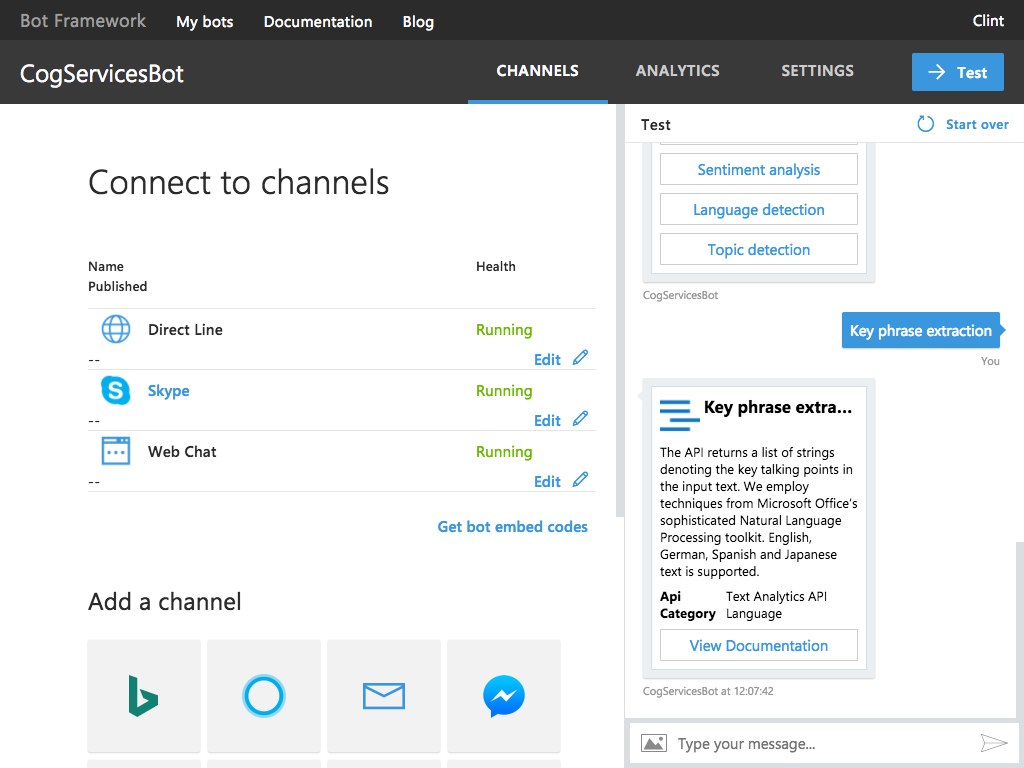 Bot Framework My bots Documentation Blog Clint
CogServicesBot CHANNELS ANALYTICS SETTINGS Test
Connect to channels
Name Health
Published
Direct Line Running
-- Edit
Skype Running
-- Edit
Web Chat Running
-- Edit
Get bot embed codes
Add a channel
Test Start over
Sentiment analysis
Language detection
Topic detection
CogServicesBot
Key phrase extraction
You
Key phrase extra...
The API returns a list of strings
denoting the key talking points in
the input text. We employ
techniques from Microsoft Office's
sophisticated Natural Language
Processing toolkit. English,
German, Spanish and Japanese
text is supported.
Api Text Analytics API
Category Language
View Documentation
CogServicesBot at 12:07:42
Type your message...